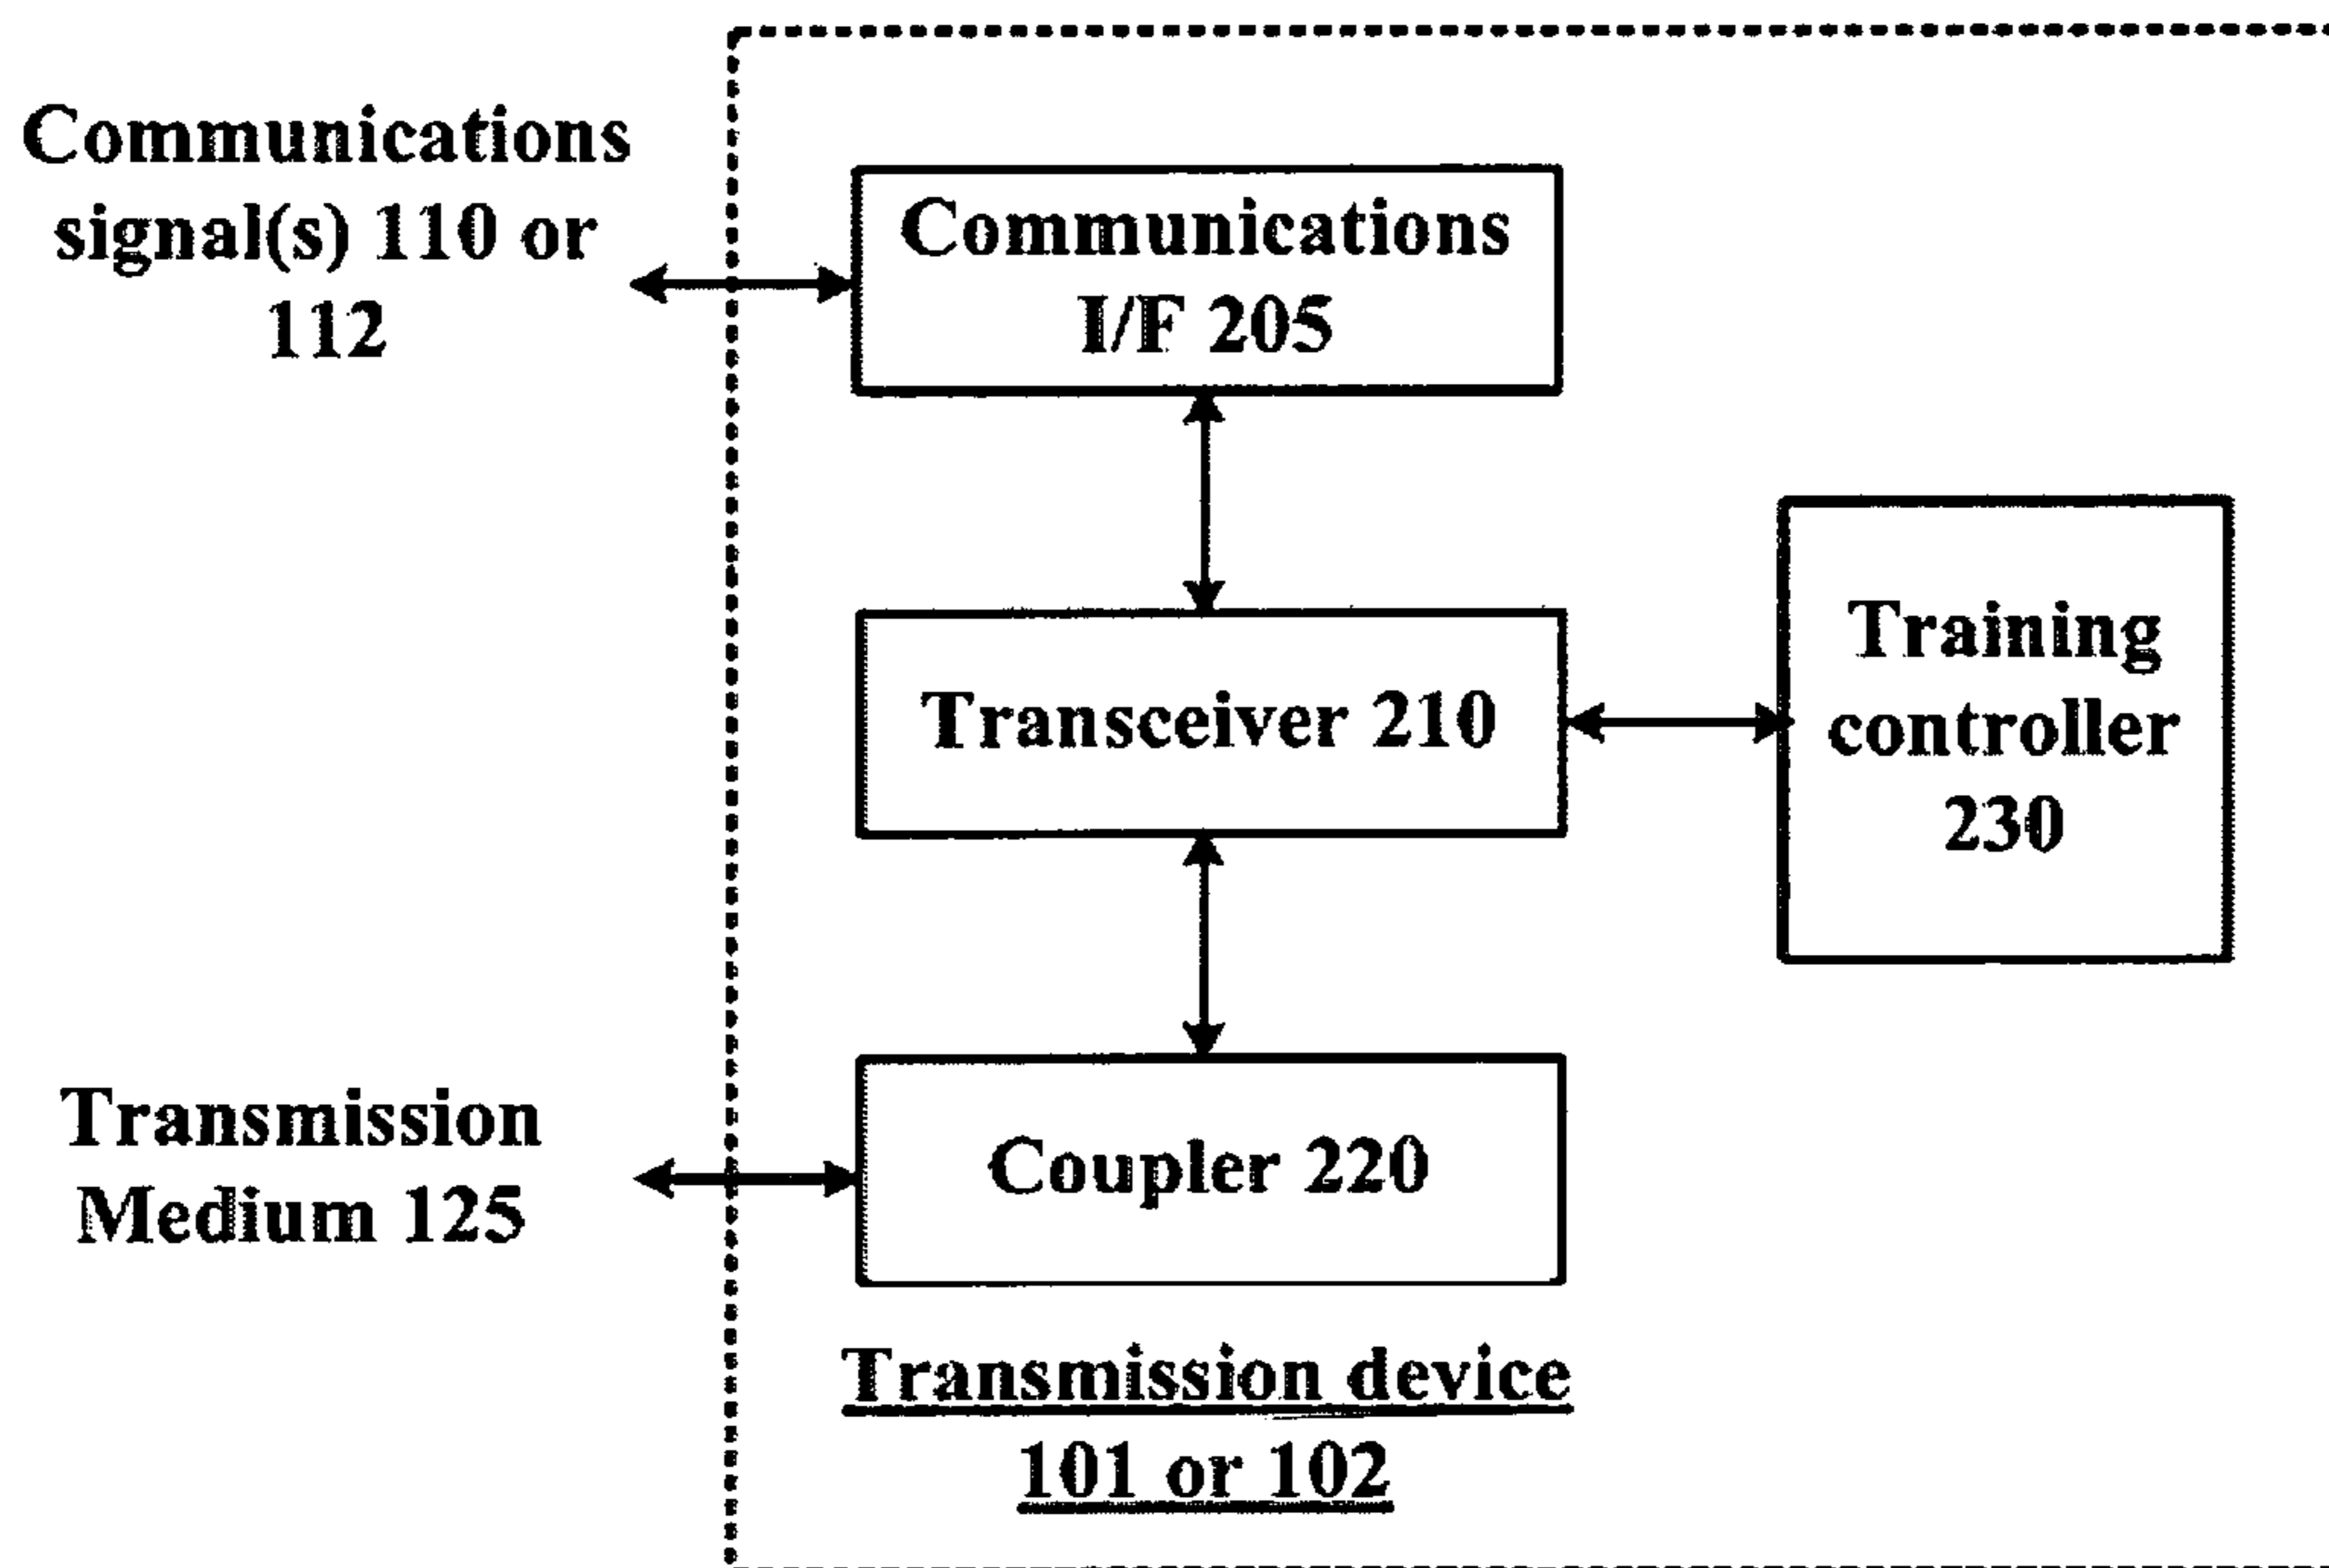 Communications
signal(s) 110 or
112
Communications
I/F 205
Transceiver 210
Training
controller
230
Transmission
Medium 125
Coupler 220
Transmission device
101 or 102